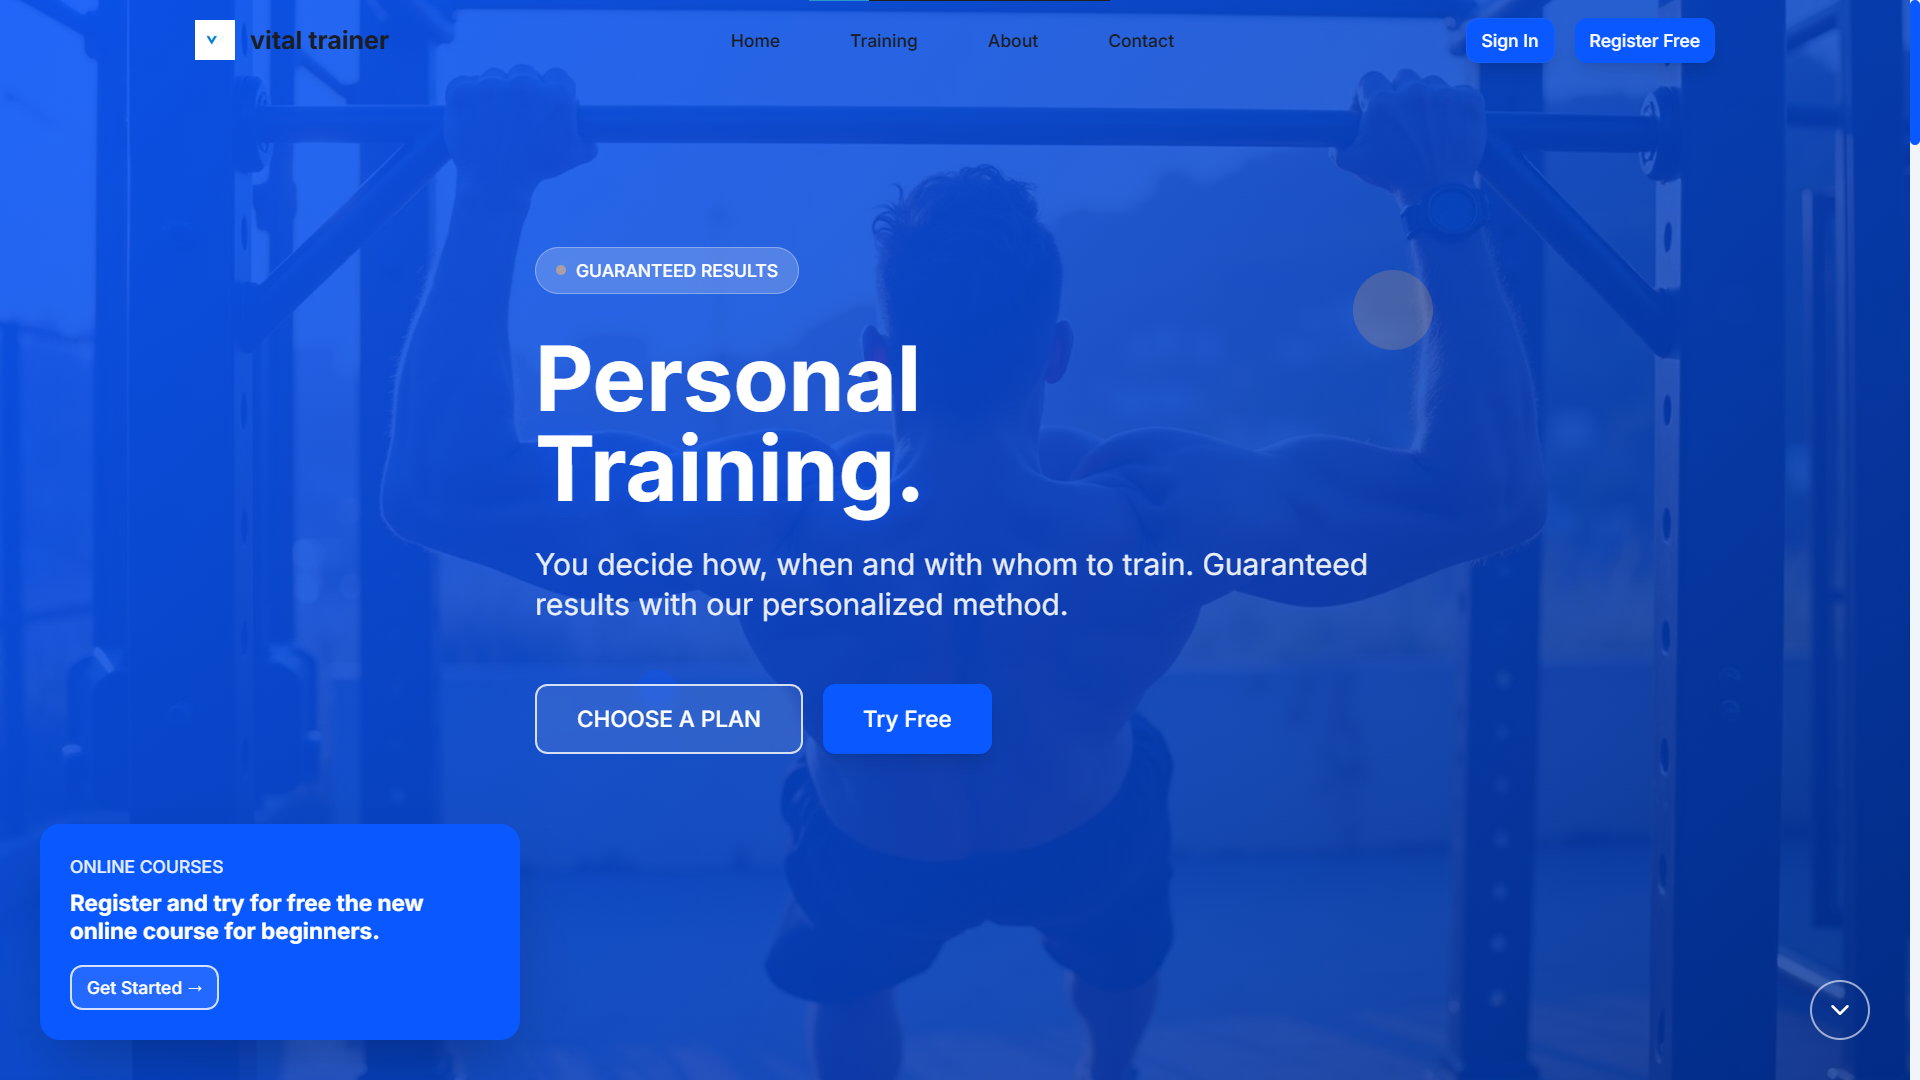 vital trainer
Home
Training
About
Contact
Sign In
Register Free
GUARANTEED RESULTS
Personal
Training.
You decide how, when and with whom to train. Guaranteed
results with our personalized method.
CHOOSE A PLAN
Try Free
ONLINE COURSES
Register and try for free the new
online course for beginners.
Get Started →